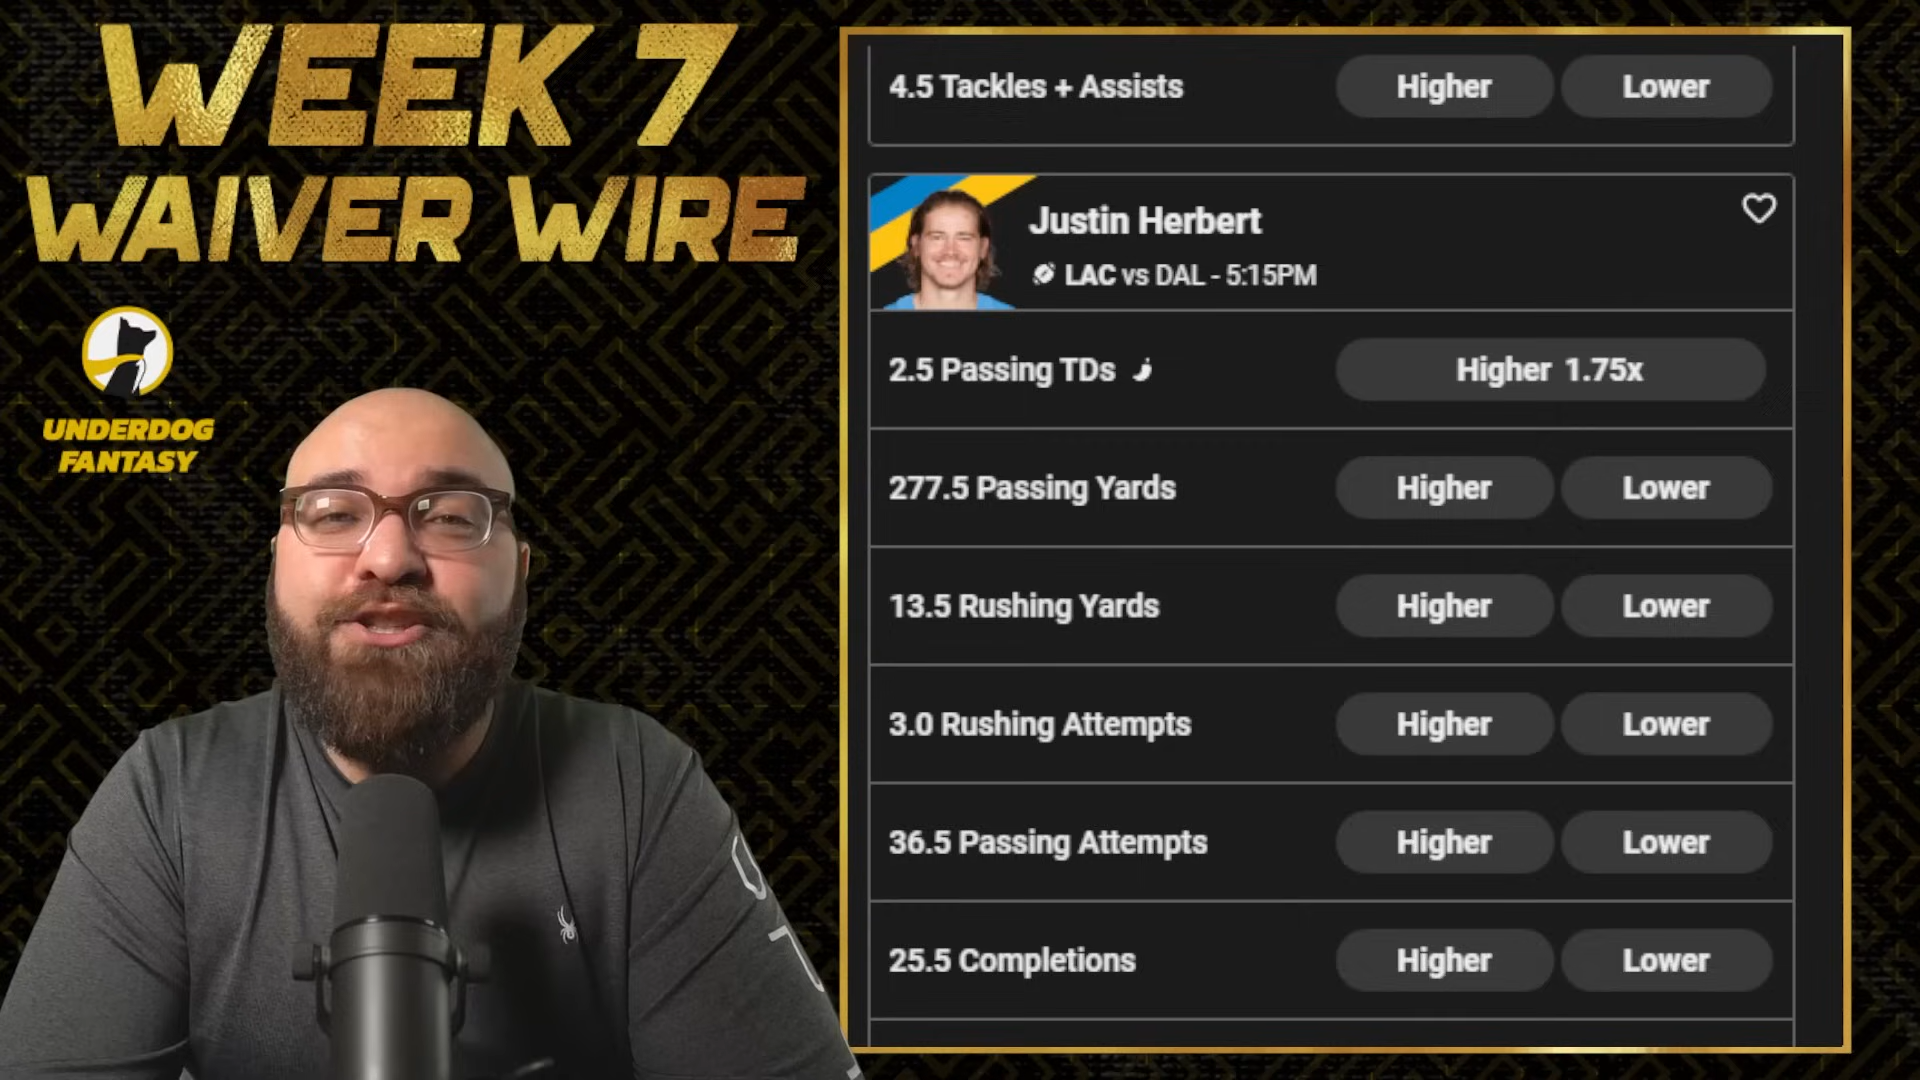 WEEK 7
WAIVER WIRE
UNDERDOG
FANTASY
4.5 Tackles + Assists Higher Lower
Justin Herbert
LAC vs DAL - 5:15PM
2.5 Passing TDs Higher 1.75x
277.5 Passing Yards Higher Lower
13.5 Rushing Yards Higher Lower
3.0 Rushing Attempts Higher Lower
36.5 Passing Attempts Higher Lower
25.5 Completions Higher Lower